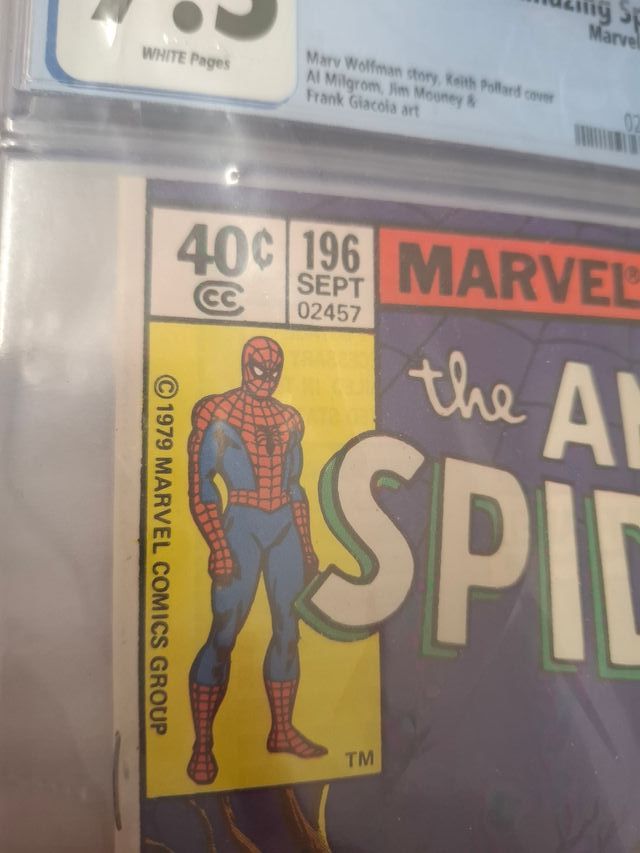 WHITE Pages
Marvel
Marv Wolfman story, Keith Pollard cover
Al Milgrom, Jim Mooney &
Frank Giacoia art
40¢
CC
196
SEPT
02457
MARVEL®
the A
SPID
© 1979 MARVEL COMICS GROUP
TM